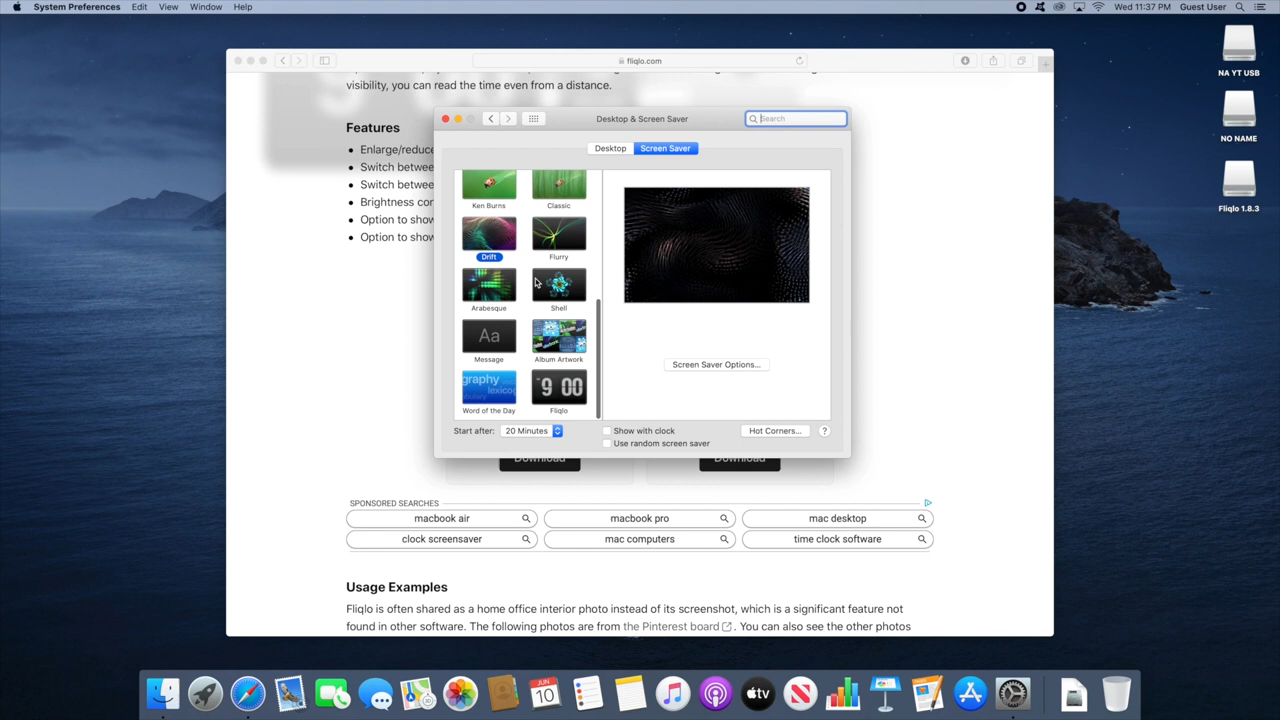 System Preferences Edit View Window Help
Wed 11:37 PM Guest User
fliqlo.com
visibility, you can read the time even from a distance.
Features
• Enlarge/reduce
• Switch between
• Switch between
• Brightness con
• Option to show
• Option to show
Desktop & Screen Saver
Search
Desktop Screen Saver
Ken Burns Classic
Drift Flurry
Arabesque Shell
Aa
Message Album Artwork
graphy
lexico
9 00
Word of the Day Fliqlo
Screen Saver Options...
Start after: 20 Minutes
Show with clock
Use random screen saver
Hot Corners... ?
Download Download
SPONSORED SEARCHES
macbook air macbook pro mac desktop
clock screensaver mac computers time clock software
Usage Examples
Fliqlo is often shared as a home office interior photo instead of its screenshot, which is a significant feature not
found in other software. The following photos are from the Pinterest board. You can also see the other photos
NA YT USB
NO NAME
Fliqlo 1.8.3
JUN
10
tv